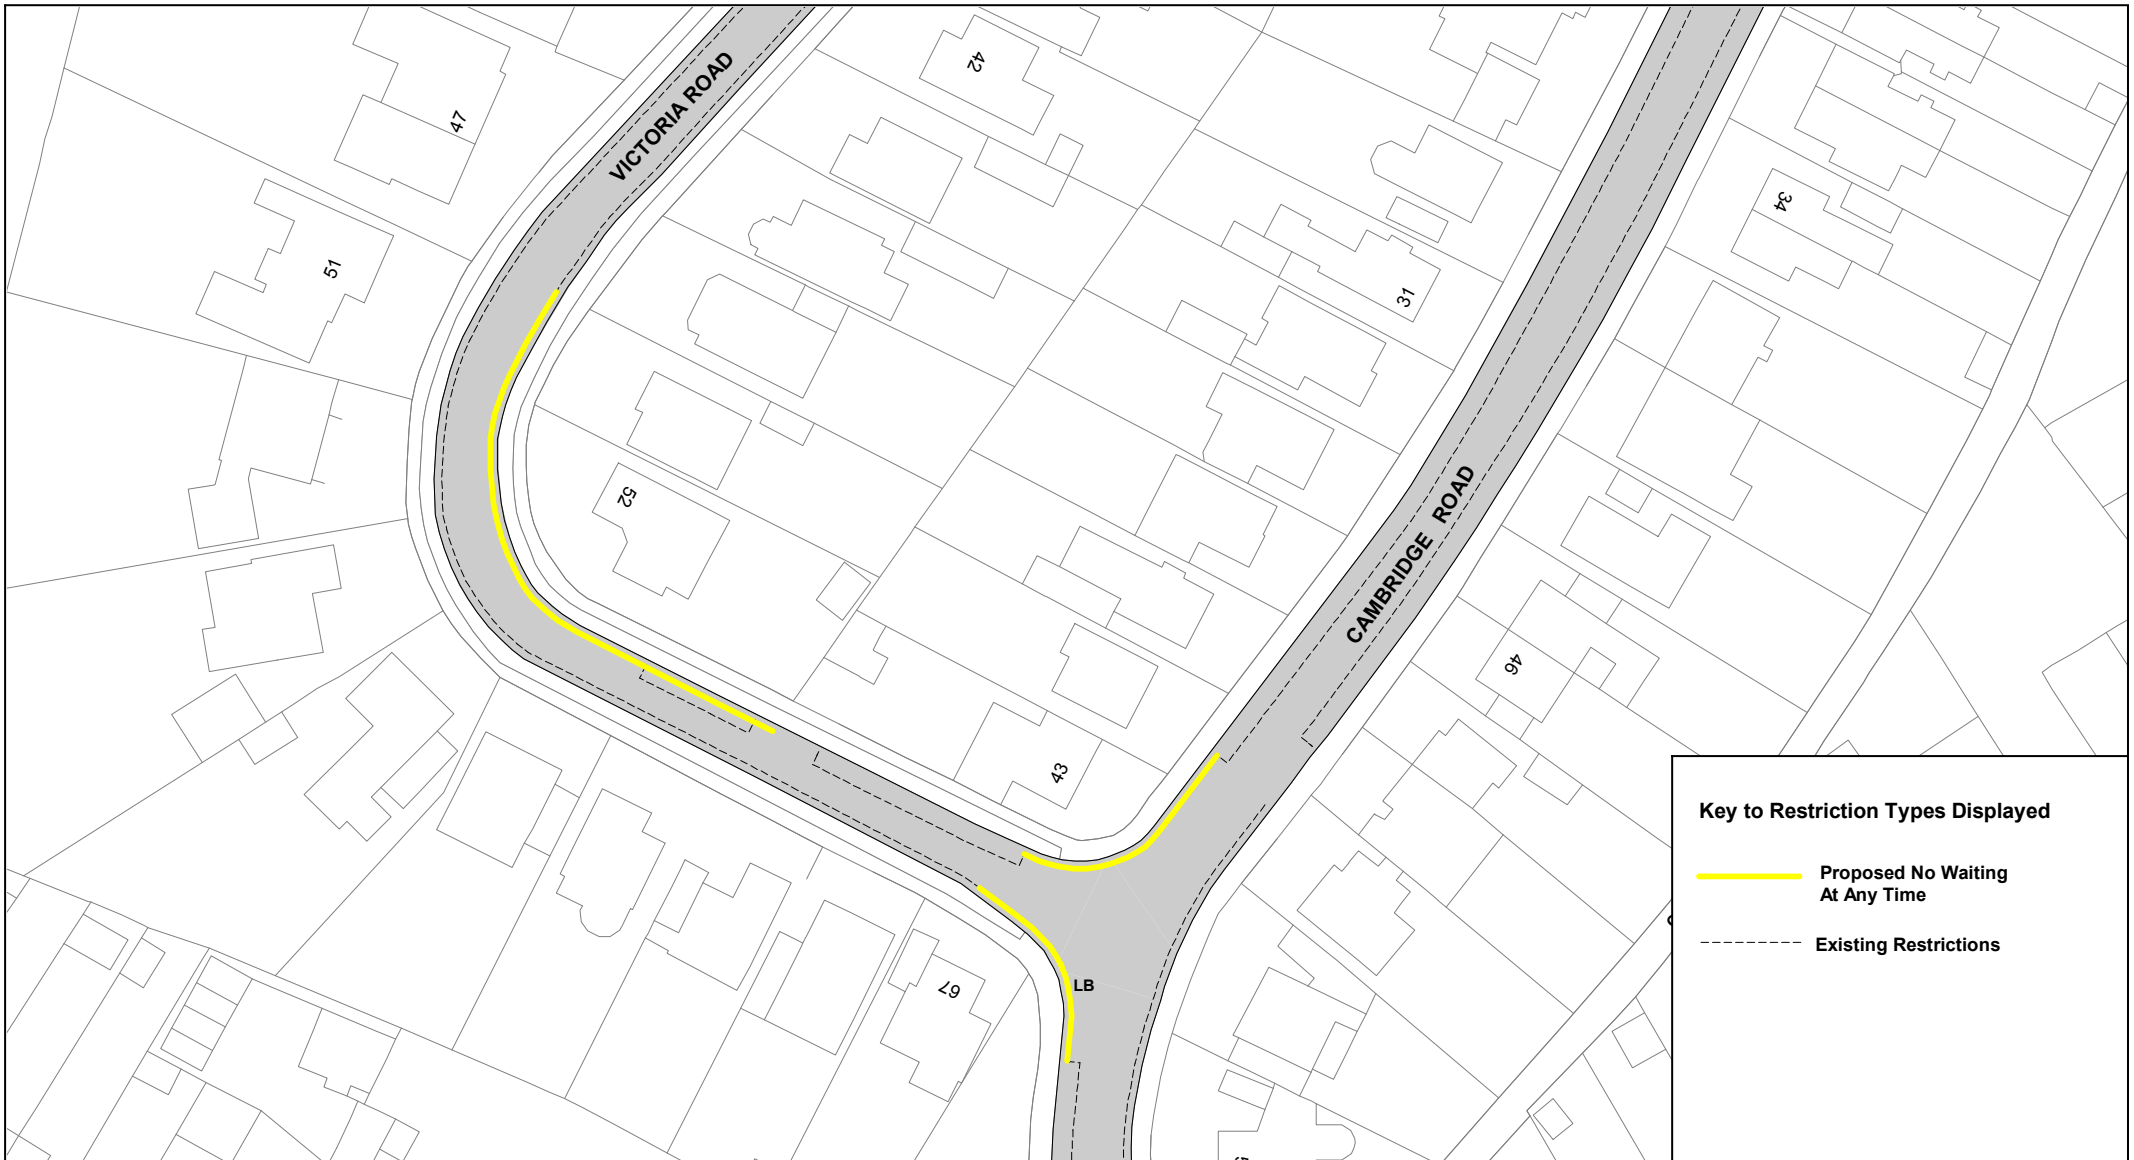 VICTORIA ROAD
42
47
51
34
31
52
CAMBRIDGE ROAD
46
43
67
LB
Key to Restriction Types Displayed
Proposed No Waiting
At Any Time
Existing Restrictions